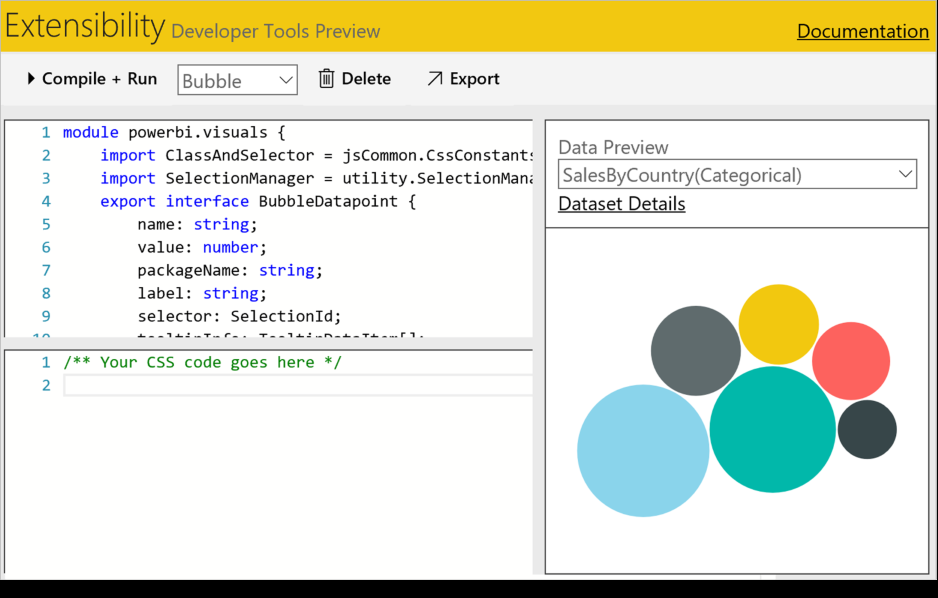 Extensibility Developer Tools Preview
Documentation
Compile + Run
Bubble
Delete
Export
1 module powerbi.visuals {
2 import ClassAndSelector = jsCommon.CssConstants
3 import SelectionManager = utility.SelectionMana
4 export interface BubbleDatapoint {
5 name: string;
6 value: number;
7 packageName: string;
8 label: string;
9 selector: SelectionId;
10 tooltipInfo: TooltipDataItem[];
1 /** Your CSS code goes here */
2
Data Preview
SalesByCountry(Categorical)
Dataset Details